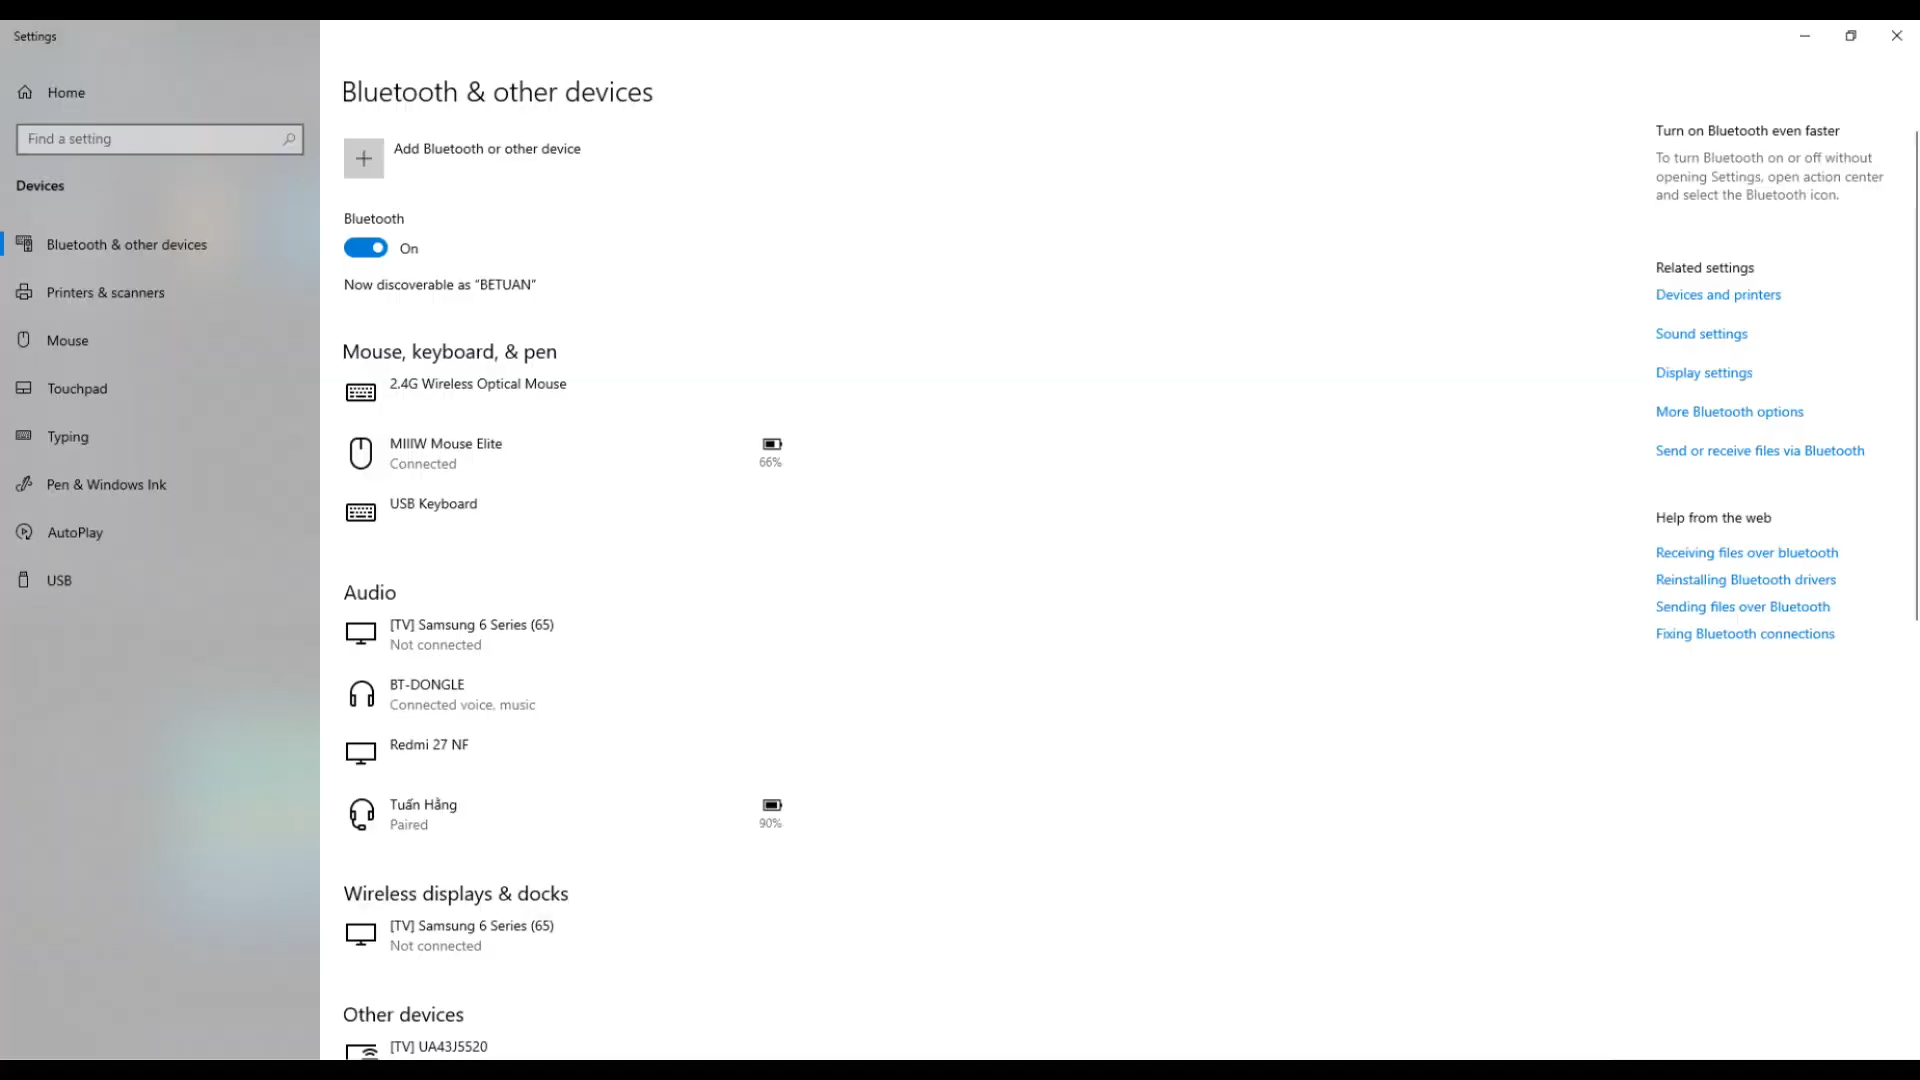 Settings
Home
Find a setting
Devices
Bluetooth & other devices
Printers & scanners
Mouse
Touchpad
Typing
Pen & Windows Ink
AutoPlay
USB
Bluetooth & other devices
Add Bluetooth or other device
Bluetooth
On
Now discoverable as “BETUAN”
Mouse, keyboard, & pen
2.4G Wireless Optical Mouse
MIIIW Mouse Elite
Connected
66%
USB Keyboard
Audio
[TV] Samsung 6 Series (65)
Not connected
BT-DONGLE
Connected voice, music
Redmi 27 NF
Tuấn Hằng
Paired
90%
Wireless displays & docks
[TV] Samsung 6 Series (65)
Not connected
Other devices
[TV] UA43J5520
Turn on Bluetooth even faster
To turn Bluetooth on or off without
opening Settings, open action center
and select the Bluetooth icon.
Related settings
Devices and printers
Sound settings
Display settings
More Bluetooth options
Send or receive files via Bluetooth
Help from the web
Receiving files over bluetooth
Reinstalling Bluetooth drivers
Sending files over Bluetooth
Fixing Bluetooth connections